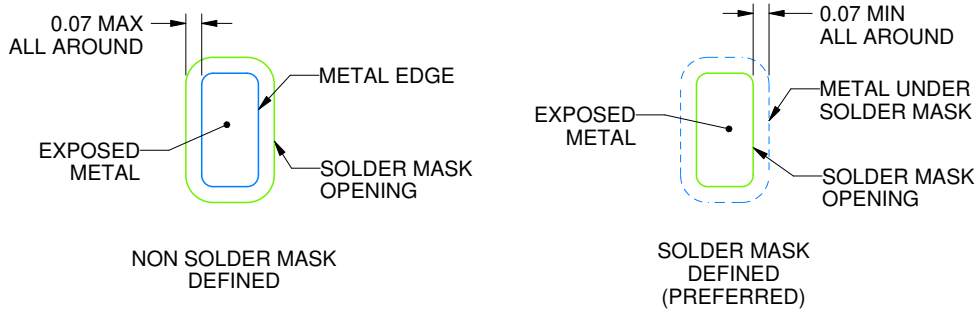 0.07 MAX
ALL AROUND
METAL EDGE
EXPOSED
METAL
SOLDER MASK
OPENING
NON SOLDER MASK
DEFINED
0.07 MIN
ALL AROUND
METAL UNDER
SOLDER MASK
EXPOSED
METAL
SOLDER MASK
OPENING
SOLDER MASK
DEFINED
(PREFERRED)